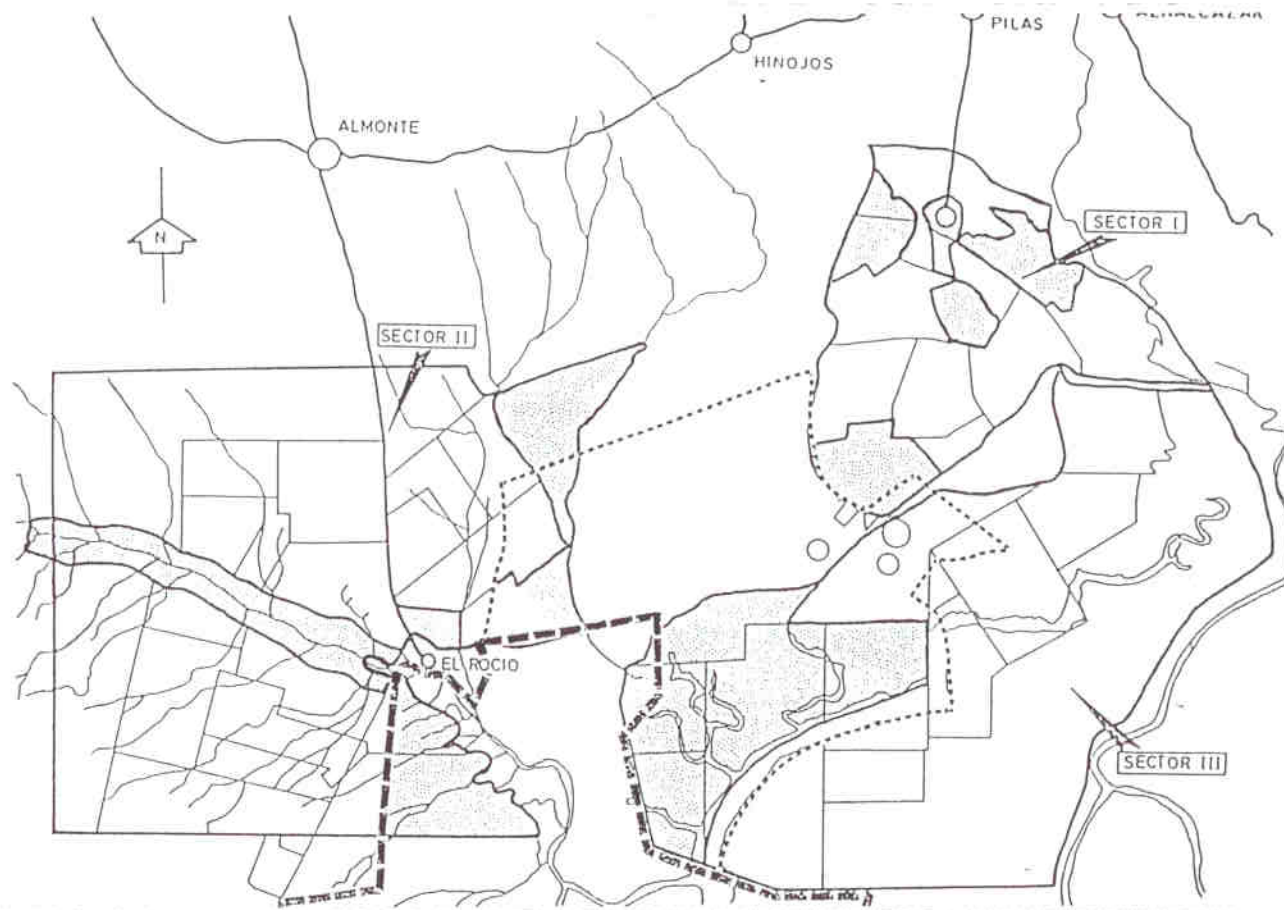 PILAS
HINOJOS
ALMONTE
SECTOR I
N
SECTOR II
EL ROCIO
SECTOR III